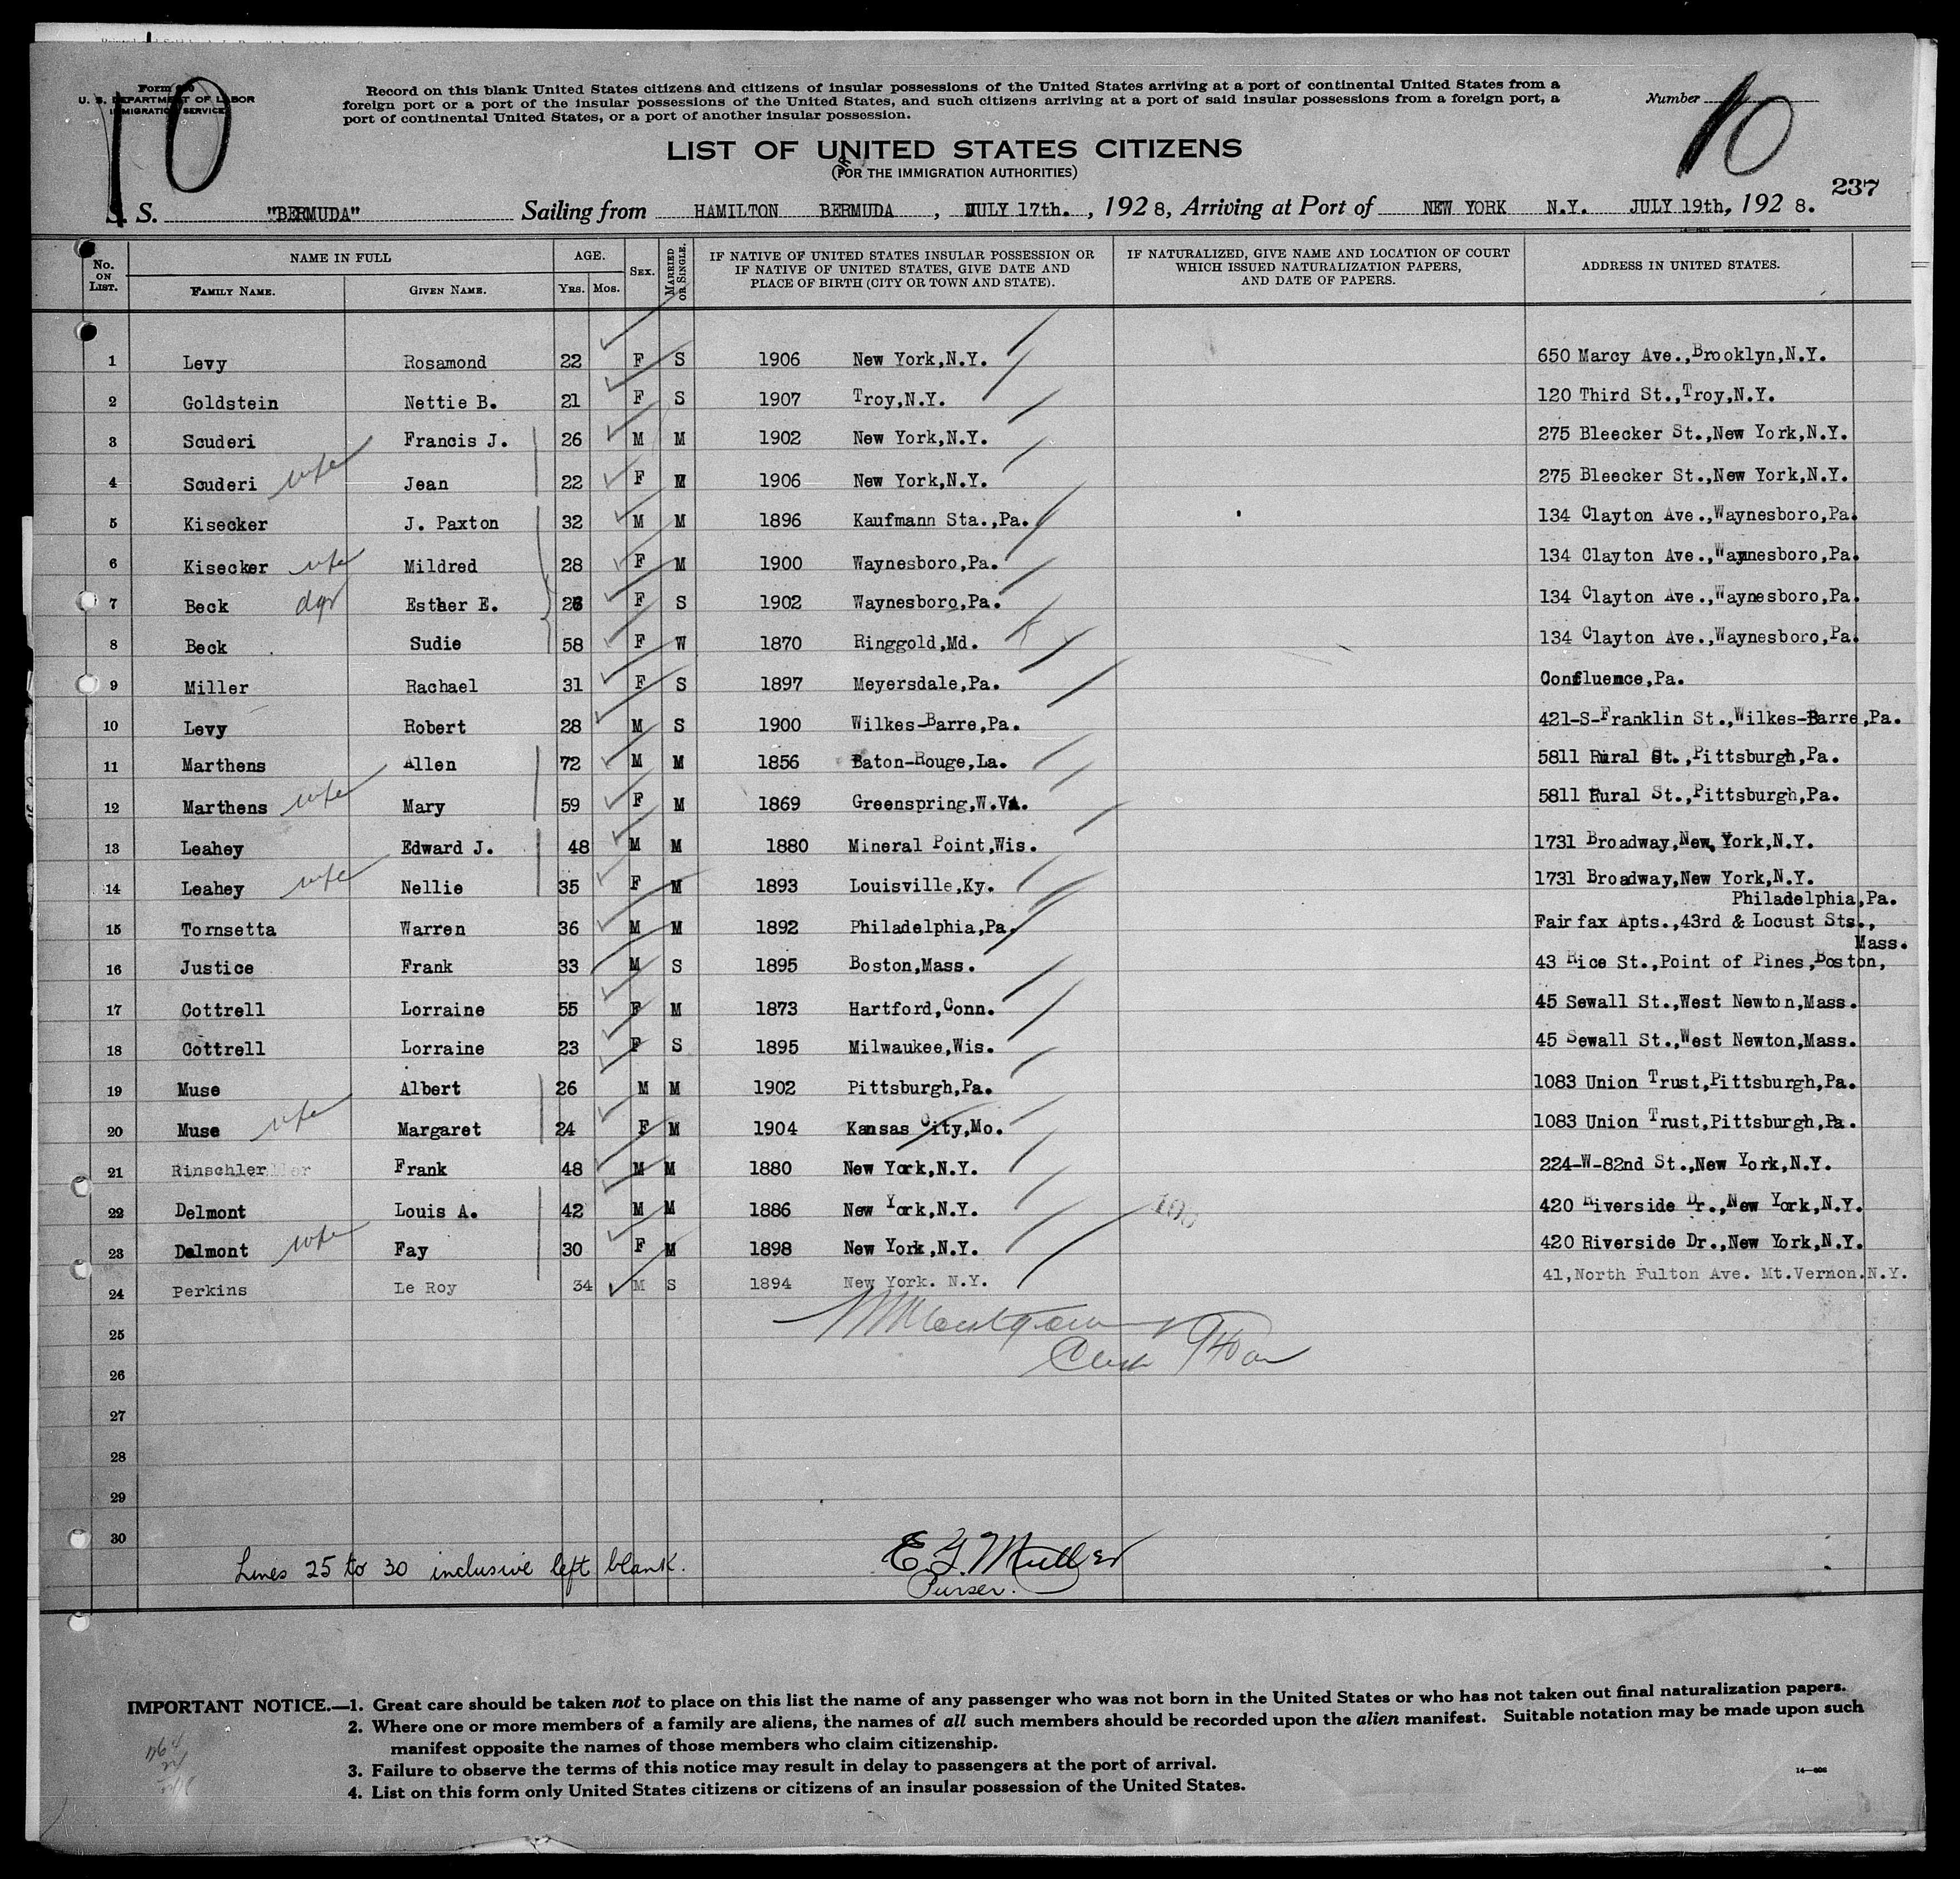 10
Form
U. S. DEPARTMENT OF LABOR
IMMIGRATION SERVICE
Record on this blank United States citizens and citizens of insular possessions of the United States arriving at a port of continental United States from a
foreign port or a port of the insular possessions of the United States, and such citizens arriving at a port of said insular possessions from a foreign port, a
port of continental United States, or a port of another insular possession.
Number
10
LIST OF UNITED STATES CITIZENS
(FOR THE IMMIGRATION AUTHORITIES)
237
S. S. "BERMUDA" Sailing from HAMILTON BERMUDA , JULY 17th. , 1928, Arriving at Port of NEW YORK N.Y. JULY 19th, 1928.
No. ON LIST. NAME IN FULL AGE. SEX. MARRIED OR SINGLE. IF NATIVE OF UNITED STATES INSULAR POSSESSION OR IF NATIVE OF UNITED STATES, GIVE DATE AND PLACE OF BIRTH (CITY OR TOWN AND STATE). IF NATURALIZED, GIVE NAME AND LOCATION OF COURT WHICH ISSUED NATURALIZATION PAPERS, AND DATE OF PAPERS. ADDRESS IN UNITED STATES.
FAMILY NAME. GIVEN NAME. YRS. MOS.
1 Levy Rosamond 22 F S 1906 New York,N.Y. 650 Marcy Ave.,Brooklyn,N.Y.
2 Goldstein Nettie B. 21 F S 1907 Troy,N.Y. 120 Third St.,Troy,N.Y.
3 Scuderi Francis J. 26 M M 1902 New York,N.Y. 275 Bleecker St.,New York,N.Y.
4 Scuderi wife Jean 22 F M 1906 New York,N.Y. 275 Bleecker St.,New York,N.Y.
5 Kisecker J. Paxton 32 M M 1896 Kaufmann Sta.,Pa. 134 Clayton Ave.,Waynesboro,Pa.
6 Kisecker wife Mildred 28 F M 1900 Waynesboro,Pa. 134 Clayton Ave.,Waynesboro,Pa.
7 Beck dgr Esther E. F S 1902 Waynesboro,Pa. 134 Clayton Ave.,Waynesboro,Pa.
8 Beck Sudie 58 F W 1870 Ringgold,Md. 134 Clayton Ave.,Waynesboro,Pa.
9 Miller Rachael 31 F S 1897 Meyersdale,Pa. Confluence,Pa.
10 Levy Robert 28 M S 1900 Wilkes-Barre,Pa. 421-S-Franklin St.,Wilkes-Barre,Pa.
11 Marthens Allen 72 M M 1856 Baton-Rouge,La. 5811 Rural St.,Pittsburgh,Pa.
12 Marthens wife Mary 59 F M 1869 Greenspring,W.Va. 5811 Rural St.,Pittsburgh,Pa.
13 Leahey Edward J. 48 M M 1880 Mineral Point,Wis. 1731 Broadway,New York,N.Y.
14 Leahey wife Nellie 35 F M 1893 Louisville,Ky. 1731 Broadway,New York,N.Y.
Philadelphia,Pa.
15 Tornsetta Warren 36 M M 1892 Philadelphia,Pa. Fairfax Apts.,43rd & Locust Sts.,
Mass.
16 Justice Frank 33 M S 1895 Boston,Mass. 43 Rice St.,Point of Pines,Boston,
17 Cottrell Lorraine 55 F M 1873 Hartford,Conn. 45 Sewall St.,West Newton,Mass.
18 Cottrell Lorraine 23 F S 1895 Milwaukee,Wis. 45 Sewall St.,West Newton,Mass.
19 Muse Albert 26 M M 1902 Pittsburgh,Pa. 1083 Union Trust,Pittsburgh,Pa.
20 Muse wife Margaret 24 F M 1904 Kansas City,Mo. 1083 Union Trust,Pittsburgh,Pa.
21 Rinschler Frank 48 M M 1880 New York,N.Y. 224-W-82nd St.,New York,N.Y.
22 Delmont Louis A. 42 M M 1886 New York,N.Y. 420 Riverside Dr.,New York,N.Y.
23 Delmont wife Fay 30 F M 1898 New York,N.Y. 420 Riverside Dr.,New York,N.Y.
24 Perkins Le Roy 34 M S 1894 New York. N.Y. 41,North Fulton Ave. Mt.Vernon.N.Y.
25
26
27
28
29
30
Lines 25 to 30 inclusive left blank.
E. G. Muller
Purser.
IMPORTANT NOTICE.—1. Great care should be taken not to place on this list the name of any passenger who was not born in the United States or who has not taken out final naturalization papers.
2. Where one or more members of a family are aliens, the names of all such members should be recorded upon the alien manifest. Suitable notation may be made upon such
manifest opposite the names of those members who claim citizenship.
3. Failure to observe the terms of this notice may result in delay to passengers at the port of arrival.
4. List on this form only United States citizens or citizens of an insular possession of the United States.